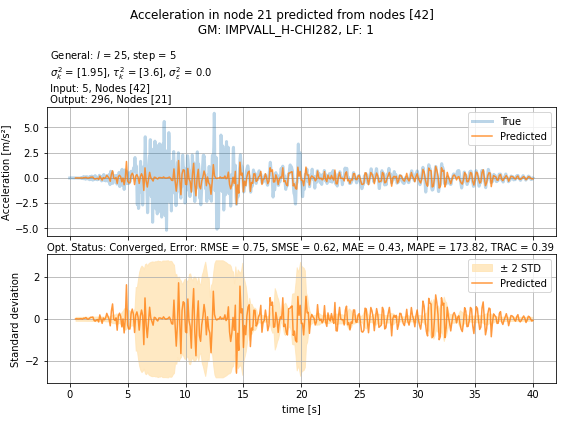 Acceleration in node 21 predicted from nodes [42]
GM: IMPVALL_H-CHI282, LF: 1
General: l = 25, step = 5
σ²ₖ = [1.95], τ²ₖ = [3.6], σ²ε = 0.0
Input: 5, Nodes [42]
Output: 296, Nodes [21]
True
Predicted
Acceleration [m/s²]
5.0
2.5
0.0
−2.5
−5.0
Opt. Status: Converged, Error: RMSE = 0.75, SMSE = 0.62, MAE = 0.43, MAPE = 173.82, TRAC = 0.39
± 2 STD
Predicted
Standard deviation
2
0
−2
0 5 10 15 20 25 30 35 40
time [s]